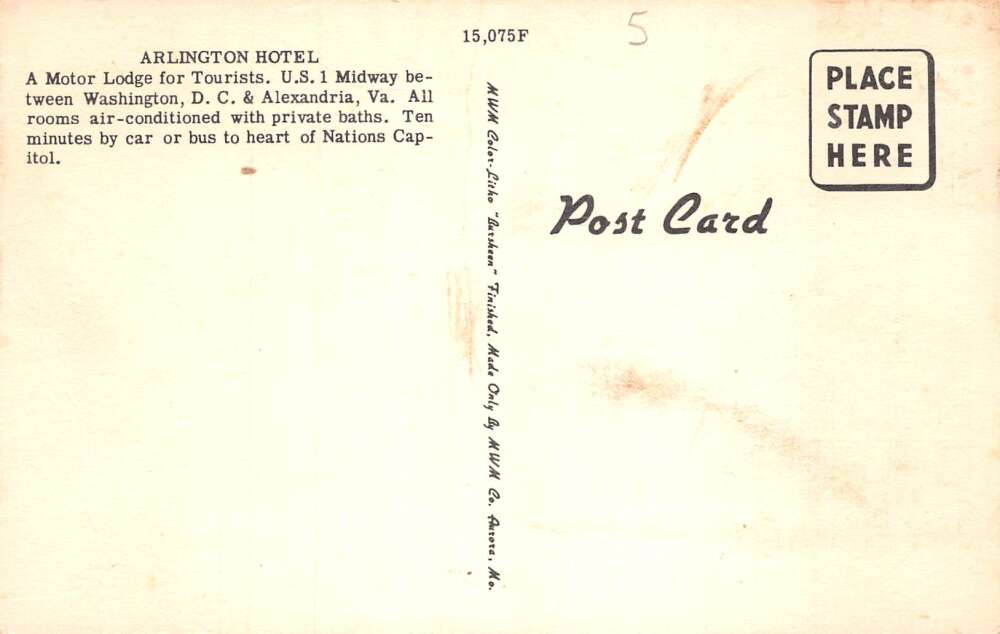 15,075F
5
ARLINGTON HOTEL
A Motor Lodge for Tourists. U.S. 1 Midway be-
tween Washington, D. C. & Alexandria, Va. All
rooms air-conditioned with private baths. Ten
minutes by car or bus to heart of Nations Cap-
itol.
MWM Color-Litho "Dursheen" Finished, Made Only By MWM Co. Aurora, Mo.
Post Card
PLACE
STAMP
HERE